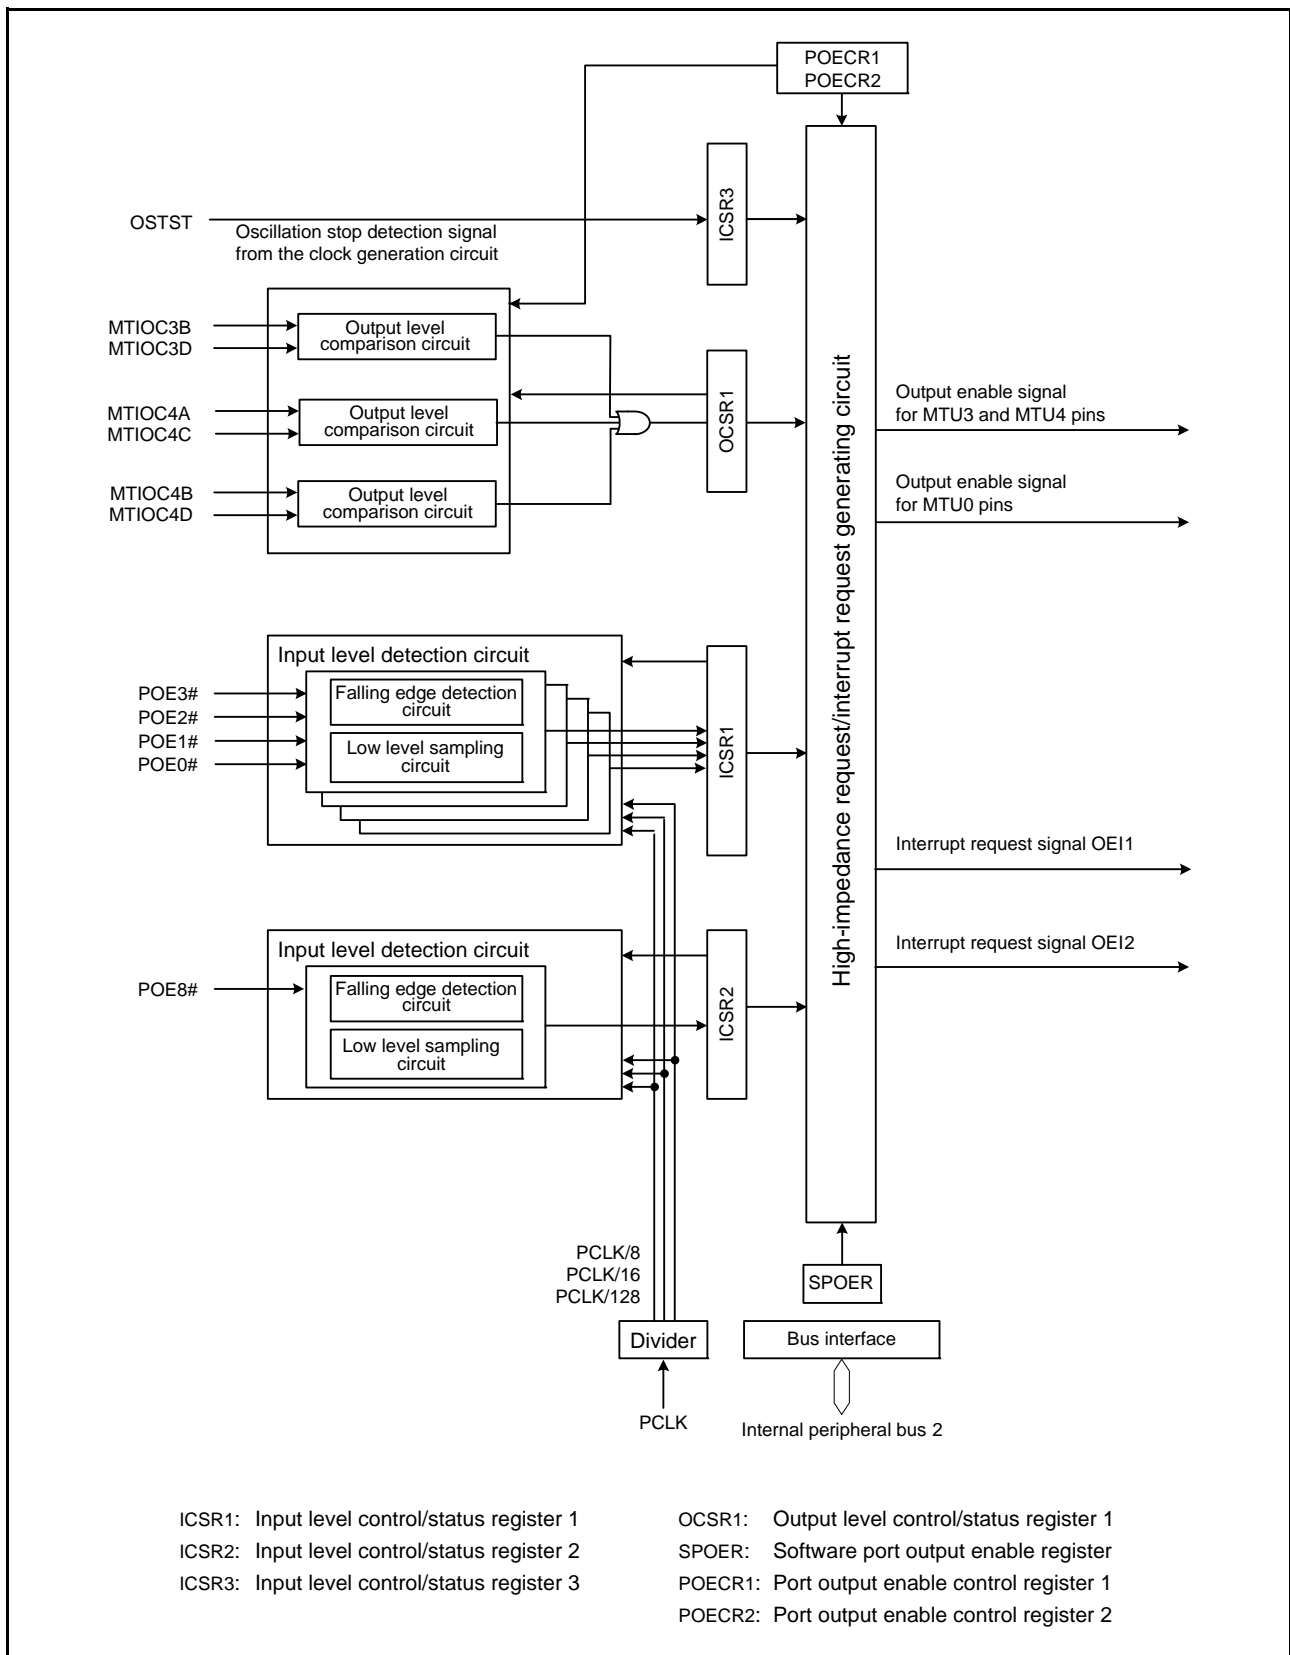 POECR1
POECR2
OSTST
Oscillation stop detection signal
from the clock generation circuit
ICSR3
MTIOC3B
MTIOC3D
Output level
comparison circuit
MTIOC4A
MTIOC4C
Output level
comparison circuit
MTIOC4B
MTIOC4D
Output level
comparison circuit
OCSR1
High-impedance request/interrupt request generating circuit
Output enable signal
for MTU3 and MTU4 pins
Output enable signal
for MTU0 pins
Input level detection circuit
POE3#
POE2#
POE1#
POE0#
Falling edge detection
circuit
Low level sampling
circuit
ICSR1
Interrupt request signal OEI1
Interrupt request signal OEI2
Input level detection circuit
POE8#
Falling edge detection
circuit
Low level sampling
circuit
ICSR2
PCLK/8
PCLK/16
PCLK/128
SPOER
Divider
Bus interface
PCLK
Internal peripheral bus 2
ICSR1: Input level control/status register 1
ICSR2: Input level control/status register 2
ICSR3: Input level control/status register 3
OCSR1: Output level control/status register 1
SPOER: Software port output enable register
POECR1: Port output enable control register 1
POECR2: Port output enable control register 2